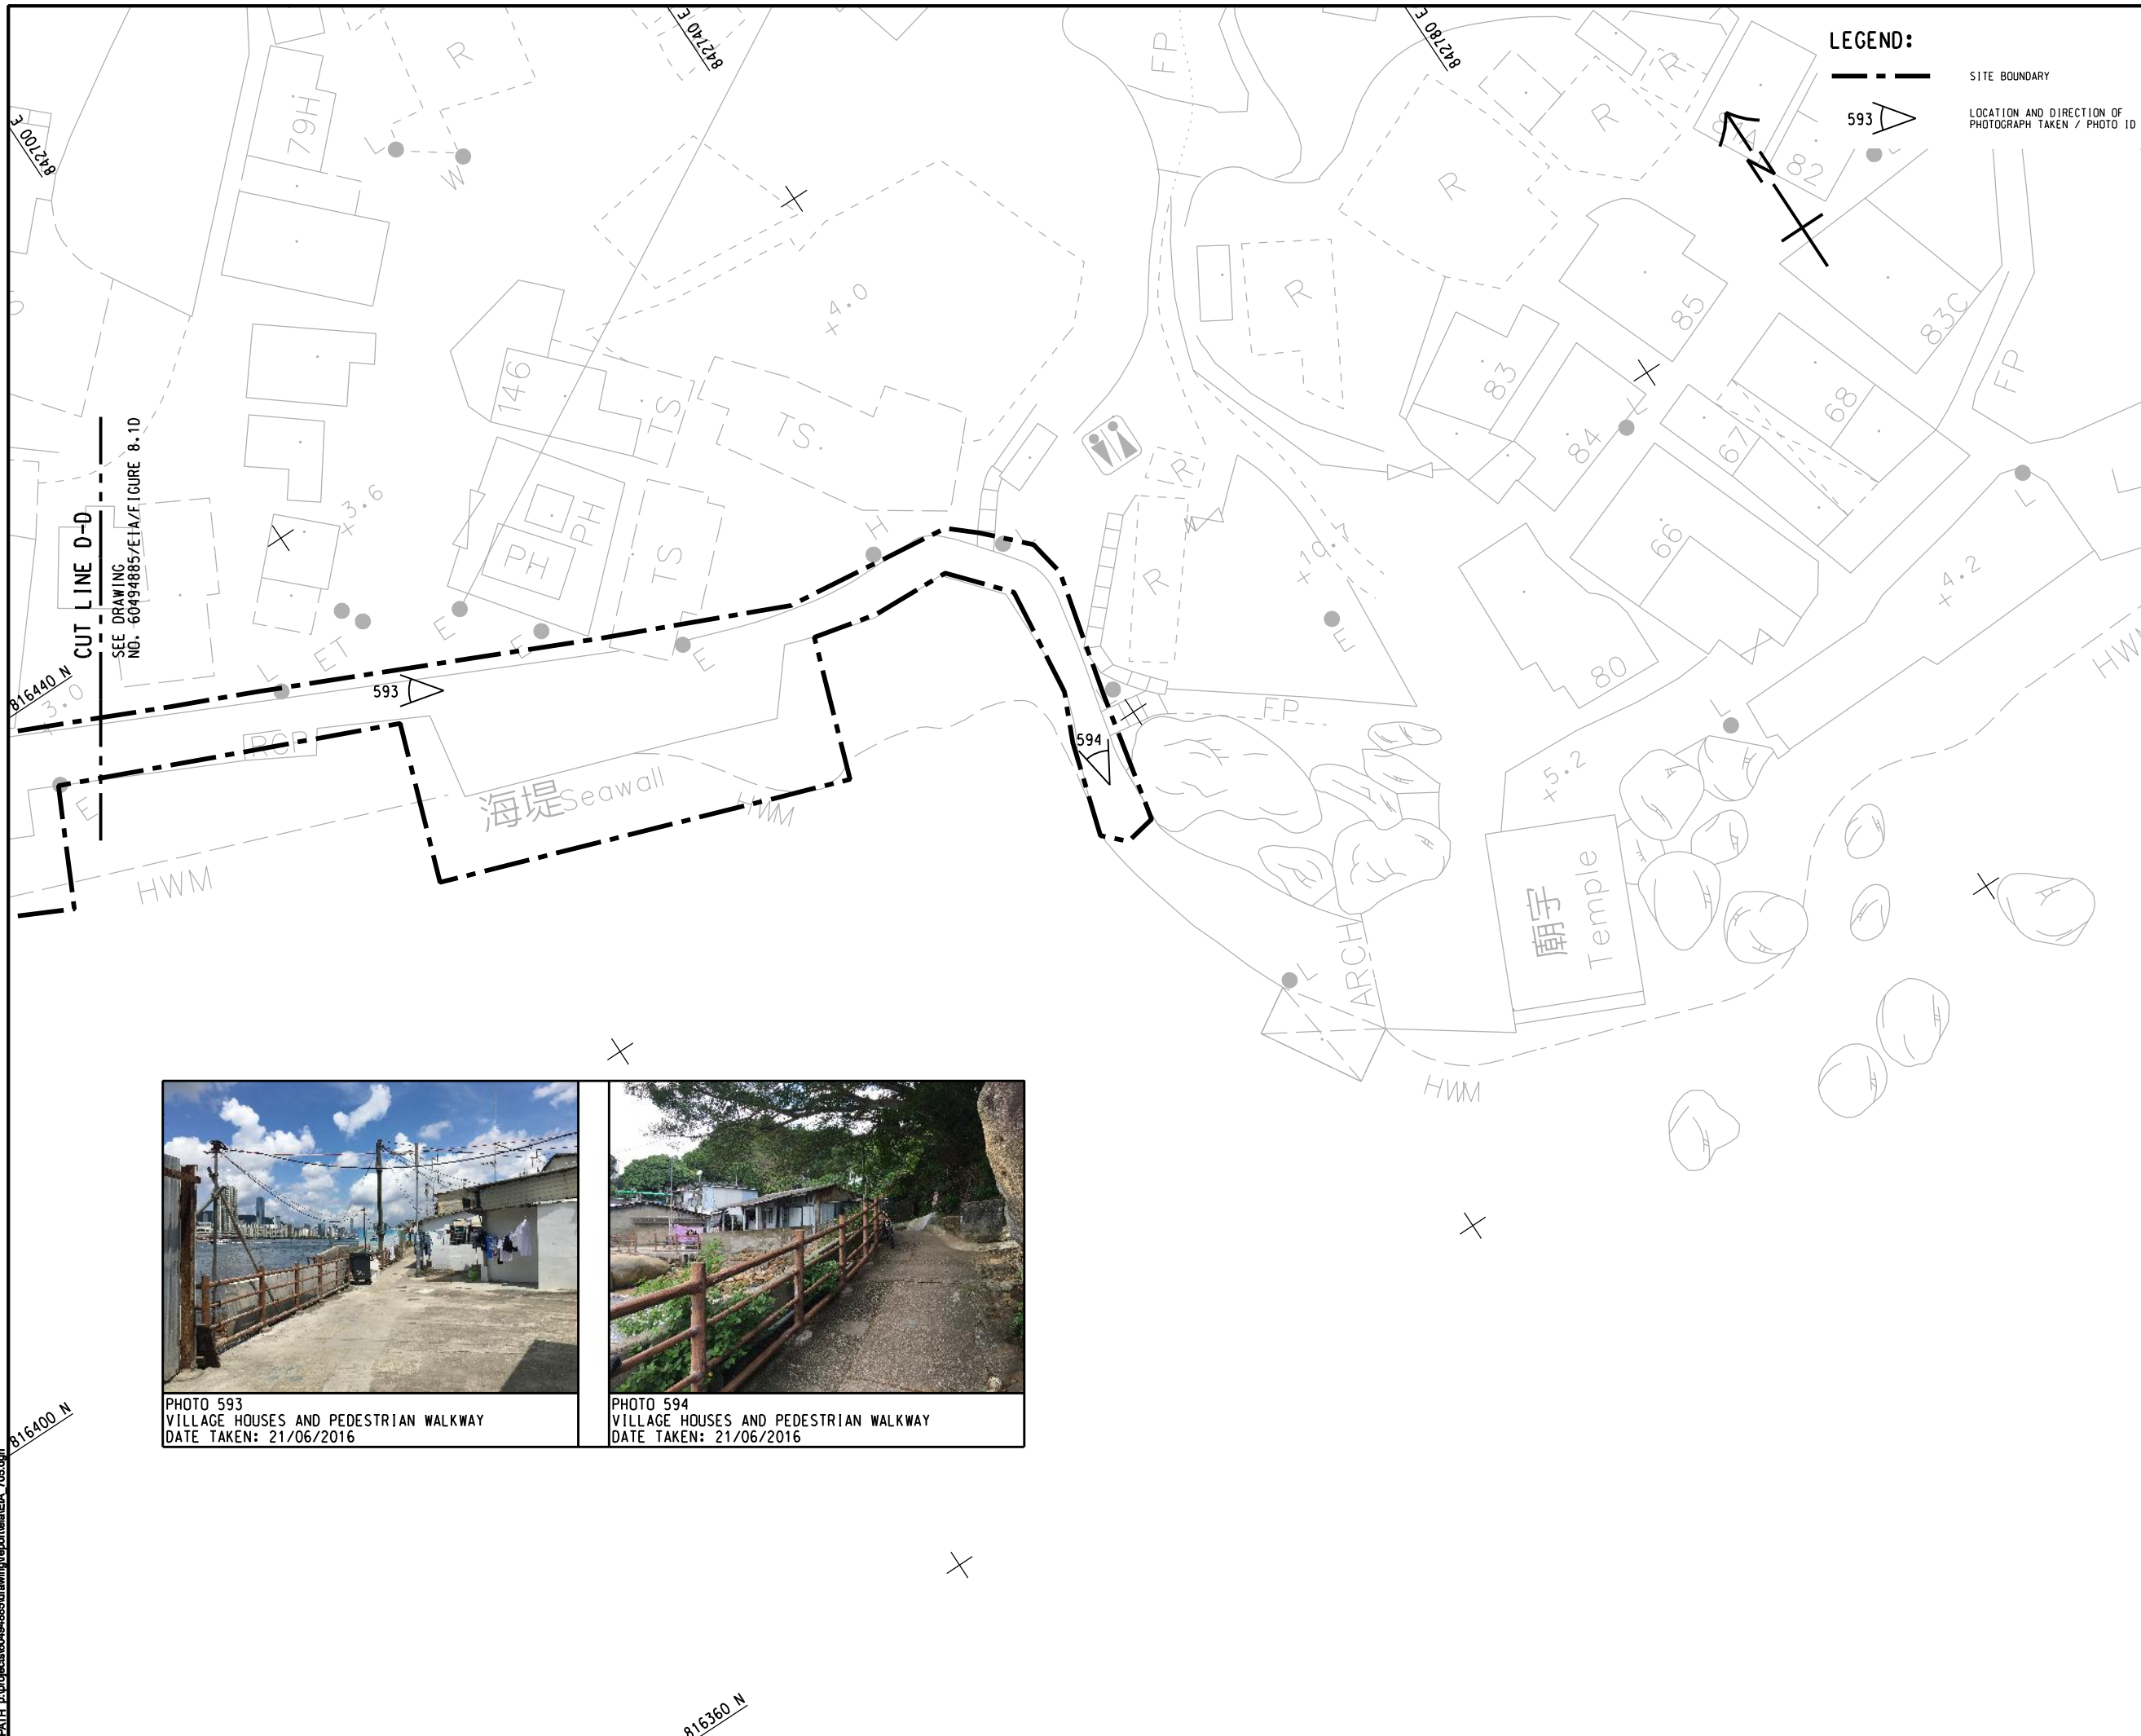 842700 E
842740 E
842780 E
LEGEND:
SITE BOUNDARY
593
LOCATION AND DIRECTION OF
PHOTOGRAPH TAKEN / PHOTO ID
N
R
FP
R
R
82
79H
L
W
R
R
+4.0
85
83C
FP
146
TS
TS.
83
84
L
67
68
R
W
66
+3.6
PH
PH
TS
H
R
+10.7
E
+4.2
L
L
HWM
80
CUT LINE D-D
SEE DRAWING
NO. 60494885/EIA/FIGURE 8.1D
L
ET
E
E
E
816440 N
3.0
593
RCP
E
594
FP
L
+5.2
海堤Seawall
HWM
HWM
廟宇
Temple
ARCH
L
HWM
PHOTO 593
VILLAGE HOUSES AND PEDESTRIAN WALKWAY
DATE TAKEN: 21/06/2016
PHOTO 594
VILLAGE HOUSES AND PEDESTRIAN WALKWAY
DATE TAKEN: 21/06/2016
816400 N
816360 N